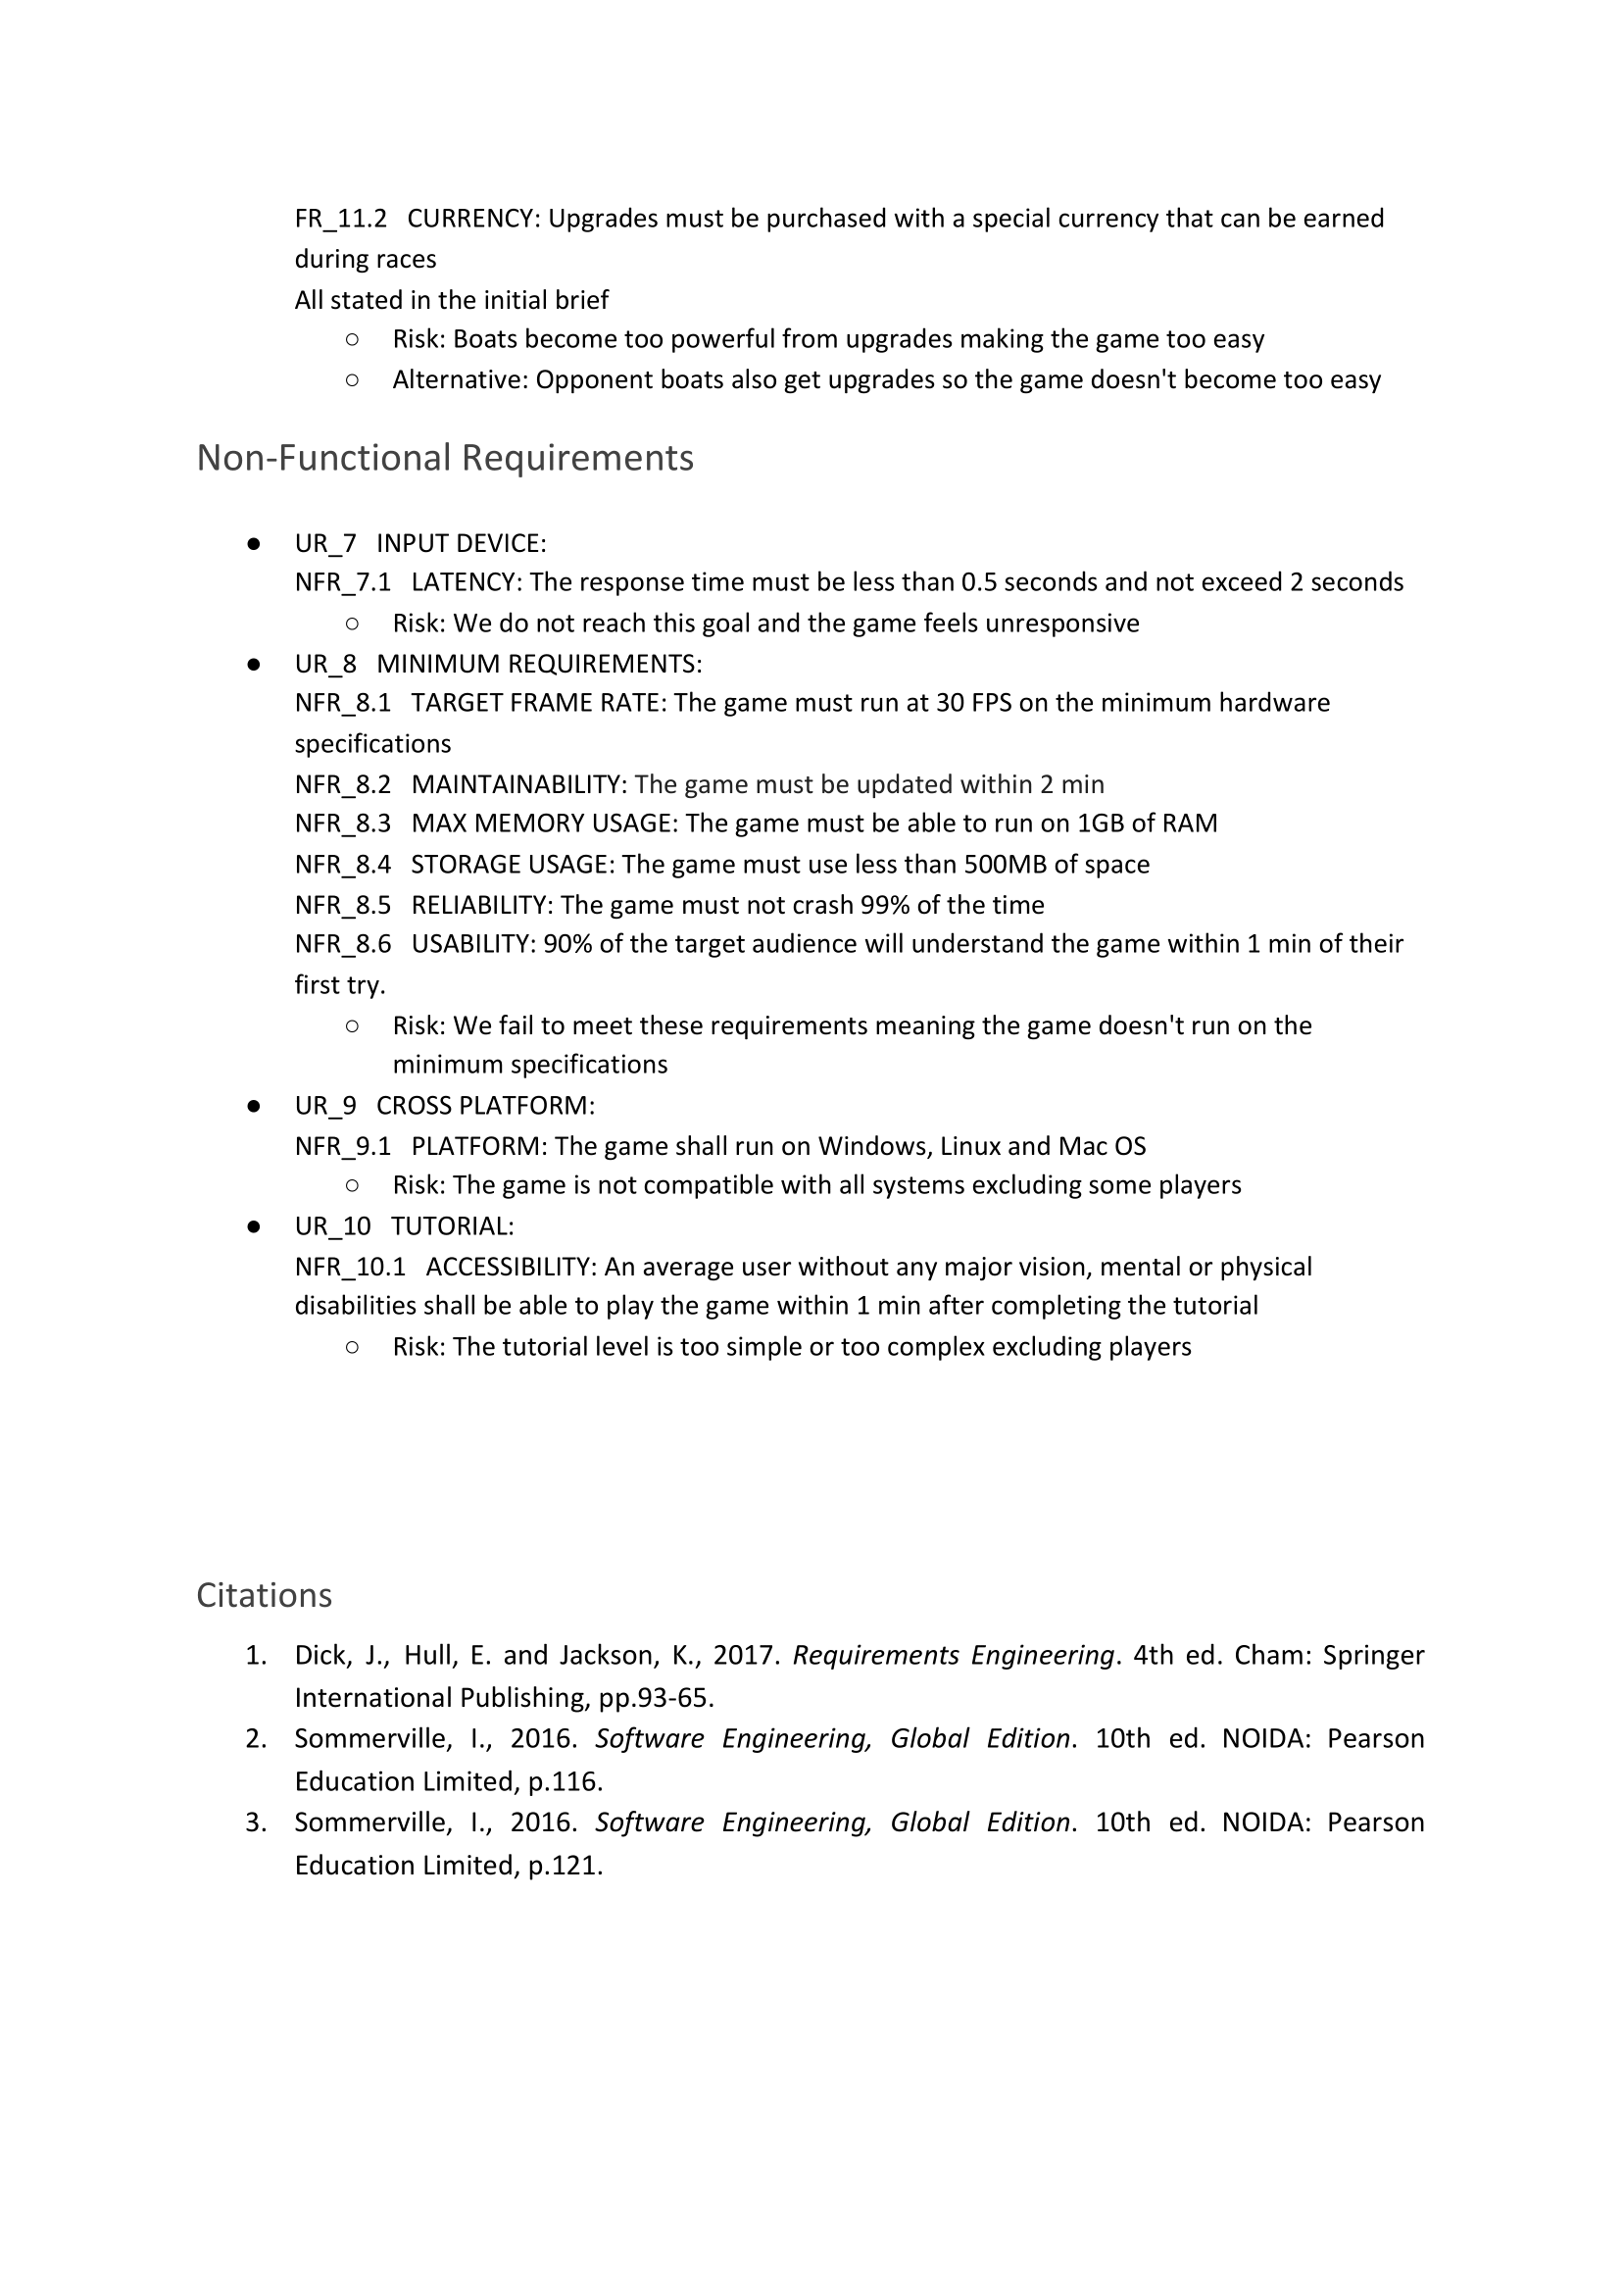 FR_11.2 CURRENCY: Upgrades must be purchased with a special currency that can be earned
during races
All stated in the initial brief
○ Risk: Boats become too powerful from upgrades making the game too easy
○ Alternative: Opponent boats also get upgrades so the game doesn't become too easy
Non-Functional Requirements
● UR_7 INPUT DEVICE:
NFR_7.1 LATENCY: The response time must be less than 0.5 seconds and not exceed 2 seconds
○ Risk: We do not reach this goal and the game feels unresponsive
● UR_8 MINIMUM REQUIREMENTS:
NFR_8.1 TARGET FRAME RATE: The game must run at 30 FPS on the minimum hardware
specifications
NFR_8.2 MAINTAINABILITY: The game must be updated within 2 min
NFR_8.3 MAX MEMORY USAGE: The game must be able to run on 1GB of RAM
NFR_8.4 STORAGE USAGE: The game must use less than 500MB of space
NFR_8.5 RELIABILITY: The game must not crash 99% of the time
NFR_8.6 USABILITY: 90% of the target audience will understand the game within 1 min of their
first try.
○ Risk: We fail to meet these requirements meaning the game doesn't run on the
minimum specifications
● UR_9 CROSS PLATFORM:
NFR_9.1 PLATFORM: The game shall run on Windows, Linux and Mac OS
○ Risk: The game is not compatible with all systems excluding some players
● UR_10 TUTORIAL:
NFR_10.1 ACCESSIBILITY: An average user without any major vision, mental or physical
disabilities shall be able to play the game within 1 min after completing the tutorial
○ Risk: The tutorial level is too simple or too complex excluding players
Citations
1. Dick, J., Hull, E. and Jackson, K., 2017. Requirements Engineering. 4th ed. Cham: Springer
International Publishing, pp.93-65.
2. Sommerville, I., 2016. Software Engineering, Global Edition. 10th ed. NOIDA: Pearson
Education Limited, p.116.
3. Sommerville, I., 2016. Software Engineering, Global Edition. 10th ed. NOIDA: Pearson
Education Limited, p.121.